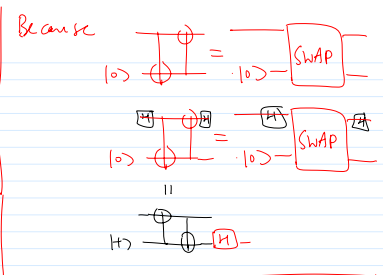 Because
|0⟩ = |0⟩ SWAP
H H = H H
|0⟩ |0⟩ SWAP
=
|+⟩ H